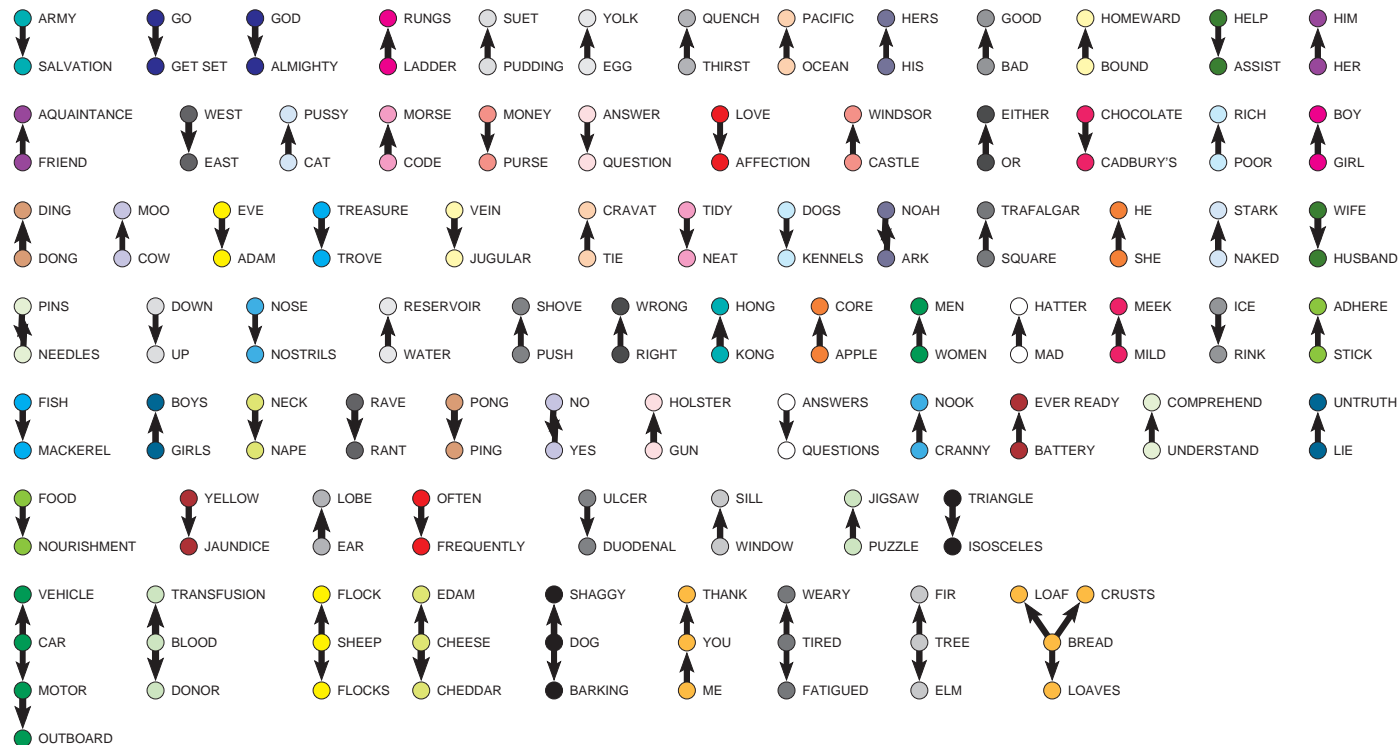 ARMY GO GOD RUNGS SUET YOLK QUENCH PACIFIC HERS GOOD HOMEWARD HELP HIM
SALVATION GET SET ALMIGHTY LADDER PUDDING EGG THIRST OCEAN HIS BAD BOUND ASSIST HER
AQUAINTANCE WEST PUSSY MORSE MONEY ANSWER LOVE WINDSOR EITHER CHOCOLATE RICH BOY
FRIEND EAST CAT CODE PURSE QUESTION AFFECTION CASTLE OR CADBURY'S POOR GIRL
DING MOO EVE TREASURE VEIN CRAVAT TIDY DOGS NOAH TRAFALGAR HE STARK WIFE
DONG COW ADAM TROVE JUGULAR TIE NEAT KENNELS ARK SQUARE SHE NAKED HUSBAND
PINS DOWN NOSE RESERVOIR SHOVE WRONG HONG CORE MEN HATTER MEEK ICE ADHERE
NEEDLES UP NOSTRILS WATER PUSH RIGHT KONG APPLE WOMEN MAD MILD RINK STICK
FISH BOYS NECK RAVE PONG NO HOLSTER ANSWERS NOOK EVER READY COMPREHEND UNTRUTH
MACKEREL GIRLS NAPE RANT PING YES GUN QUESTIONS CRANNY BATTERY UNDERSTAND LIE
FOOD YELLOW LOBE OFTEN ULCER SILL JIGSAW TRIANGLE
NOURISHMENT JAUNDICE EAR FREQUENTLY DUODENAL WINDOW PUZZLE ISOSCELES
VEHICLE TRANSFUSION FLOCK EDAM SHAGGY THANK WEARY FIR LOAF CRUSTS
CAR BLOOD SHEEP CHEESE DOG YOU TIRED TREE BREAD
MOTOR DONOR FLOCKS CHEDDAR BARKING ME FATIGUED ELM LOAVES
OUTBOARD